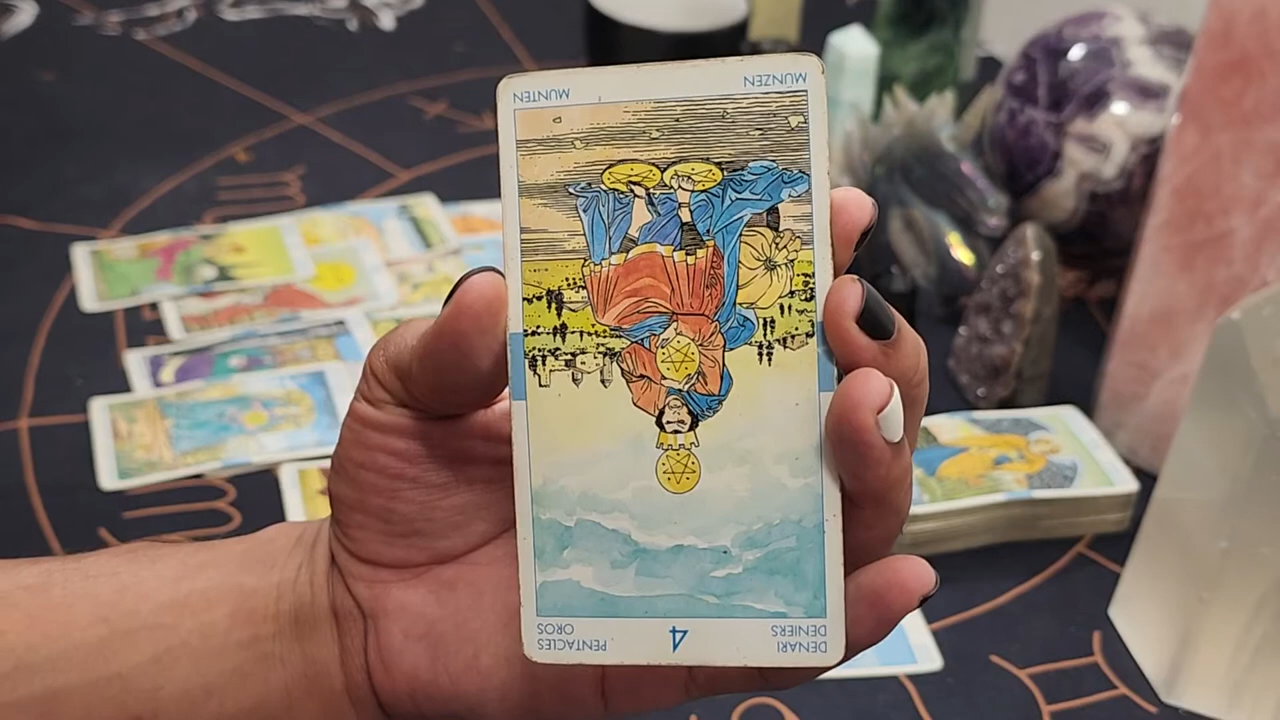 DENARI
DENIERS
4
PENTACLES
OROS
MÜNZEN
MUNTEN